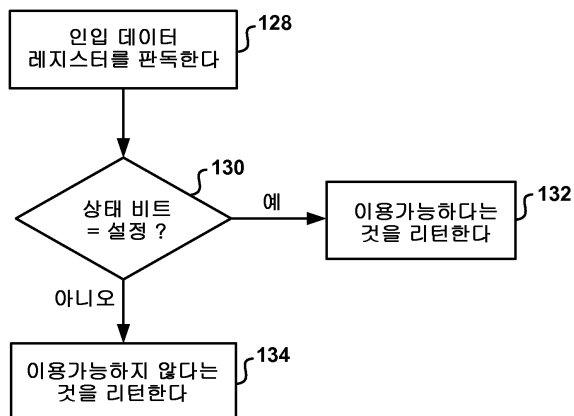 인입 데이터
레지스터를 판독한다
128
130
상태 비트
= 설정 ?
예
이용가능하다는
것을 리턴한다
132
아니오
이용가능하지 않다는
것을 리턴한다
134